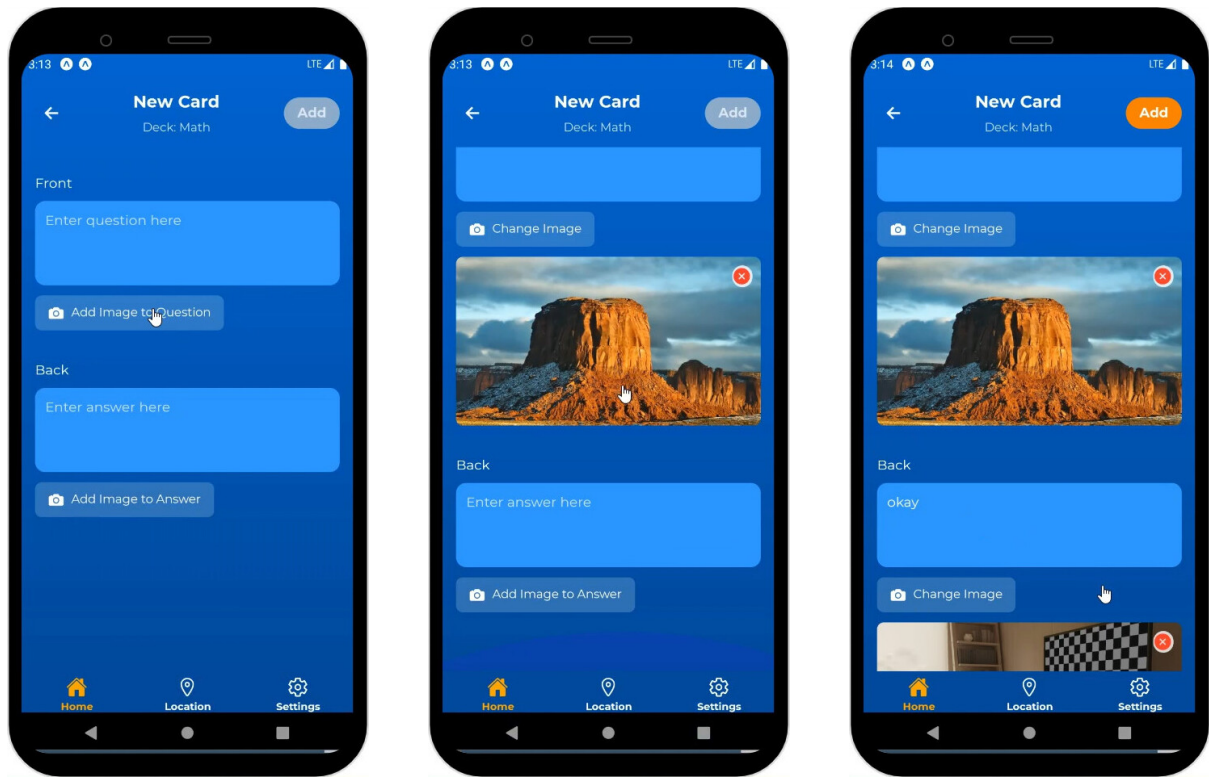 3:13
LTE
New Card
Add
Deck: Math
Front
Enter question here
Add Image to Question
Back
Enter answer here
Add Image to Answer
Home
Location
Settings
3:13
LTE
New Card
Add
Deck: Math
Change Image
Back
Enter answer here
Add Image to Answer
Home
Location
Settings
3:14
LTE
New Card
Add
Deck: Math
Change Image
Back
okay
Change Image
Home
Location
Settings